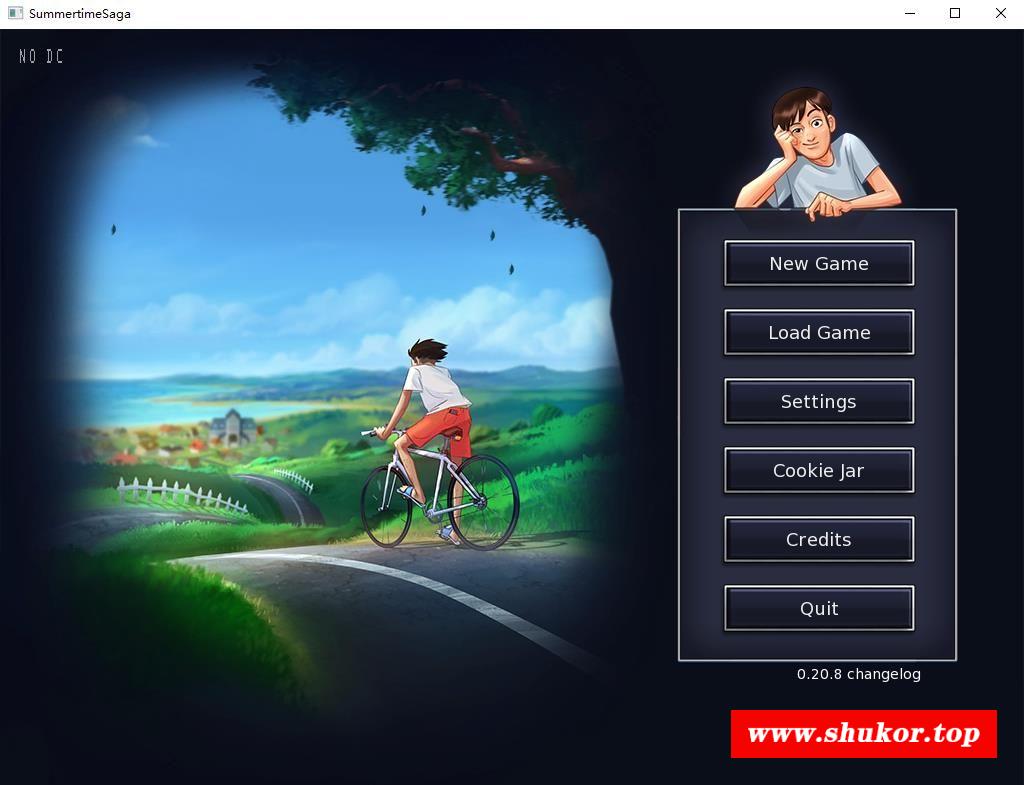 SummertimeSaga
NO DC
New Game
Load Game
Settings
Cookie Jar
Credits
Quit
0.20.8 changelog
www.shukor.top